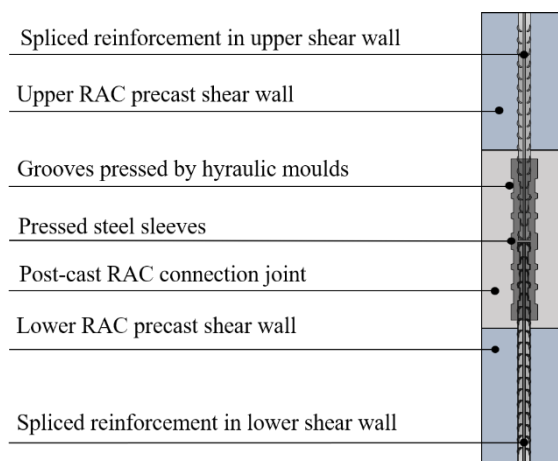 Spliced reinforcement in upper shear wall
Upper RAC precast shear wall
Grooves pressed by hyraulic moulds
Pressed steel sleeves
Post-cast RAC connection joint
Lower RAC precast shear wall
Spliced reinforcement in lower shear wall